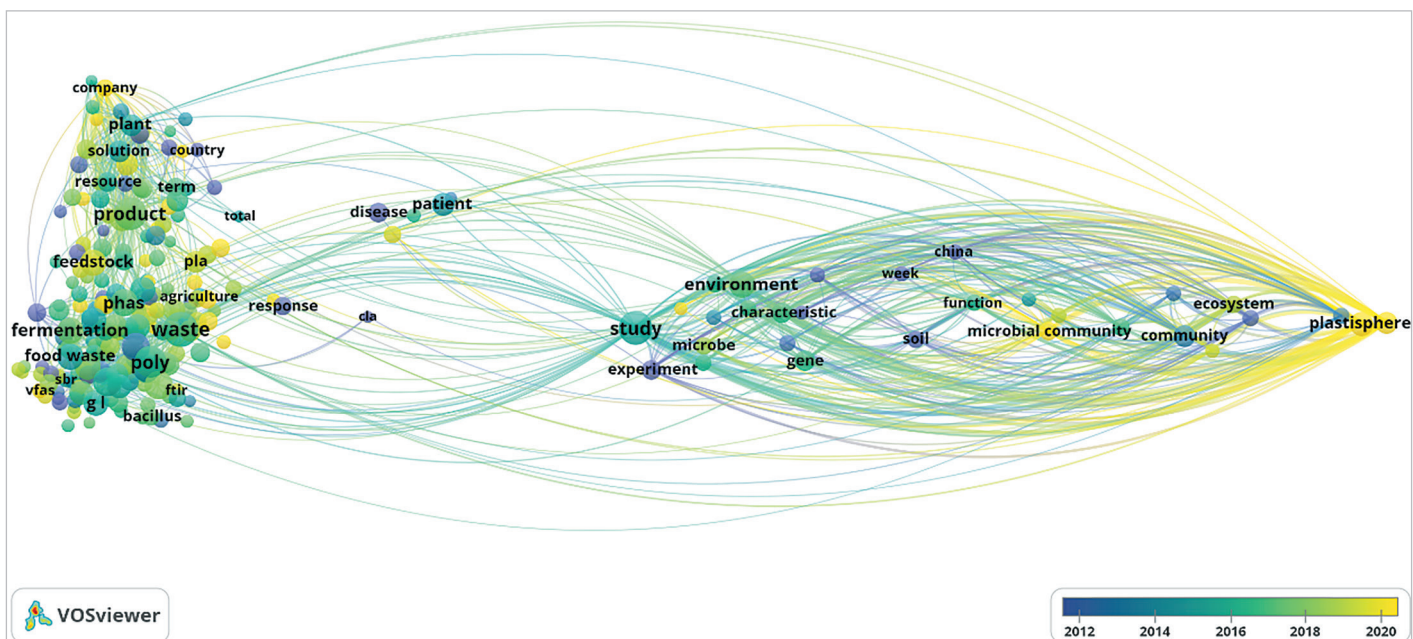 company
plant
solution
country
resource
term
product
total
disease
patient
feedstock
pla
china
week
environment
phas
agriculture
response
cla
function
ecosystem
characteristic
fermentation
waste
study
microbial community
community
plastisphere
soil
microbe
food waste
poly
gene
experiment
sbr
vfas
ftir
g l
bacillus
VOSviewer
2012 2014 2016 2018 2020